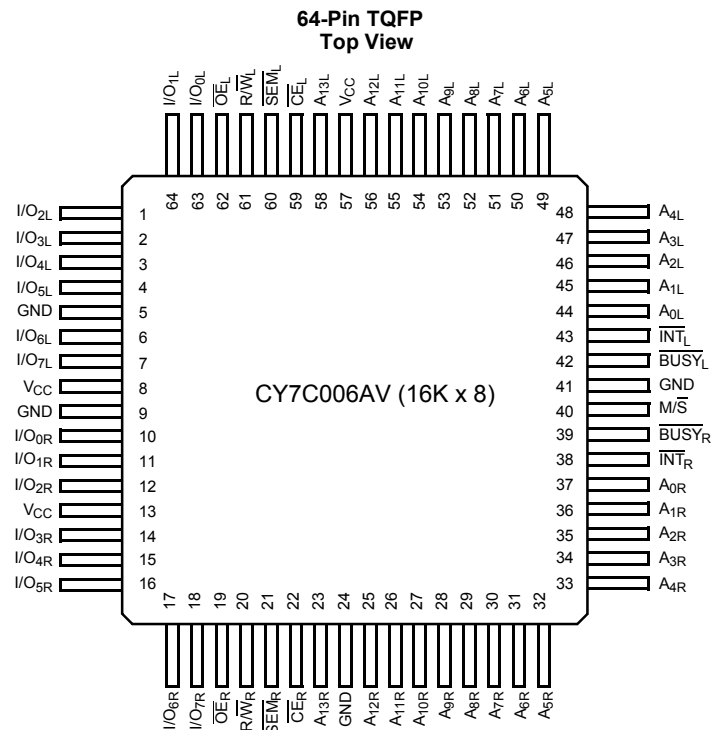 64-Pin TQFP
Top View
I/O1L
I/O0L
OEL
R/WL
SEML
CEL
A13L
VCC
A12L
A11L
A10L
A9L
A8L
A7L
A6L
A5L
64 63 62 61 60 59 58 57 56 55 54 53 52 51 50 49
I/O2L 1
I/O3L 2
I/O4L 3
I/O5L 4
GND 5
I/O6L 6
I/O7L 7
VCC 8
GND 9
I/O0R 10
I/O1R 11
I/O2R 12
VCC 13
I/O3R 14
I/O4R 15
I/O5R 16
CY7C006AV (16K x 8)
48 A4L
47 A3L
46 A2L
45 A1L
44 A0L
43 INTL
42 BUSYL
41 GND
40 M/S
39 BUSYR
38 INTR
37 A0R
36 A1R
35 A2R
34 A3R
33 A4R
17 18 19 20 21 22 23 24 25 26 27 28 29 30 31 32
I/O6R
I/O7R
OER
R/WR
SEMR
CER
A13R
GND
A12R
A11R
A10R
A9R
A8R
A7R
A6R
A5R